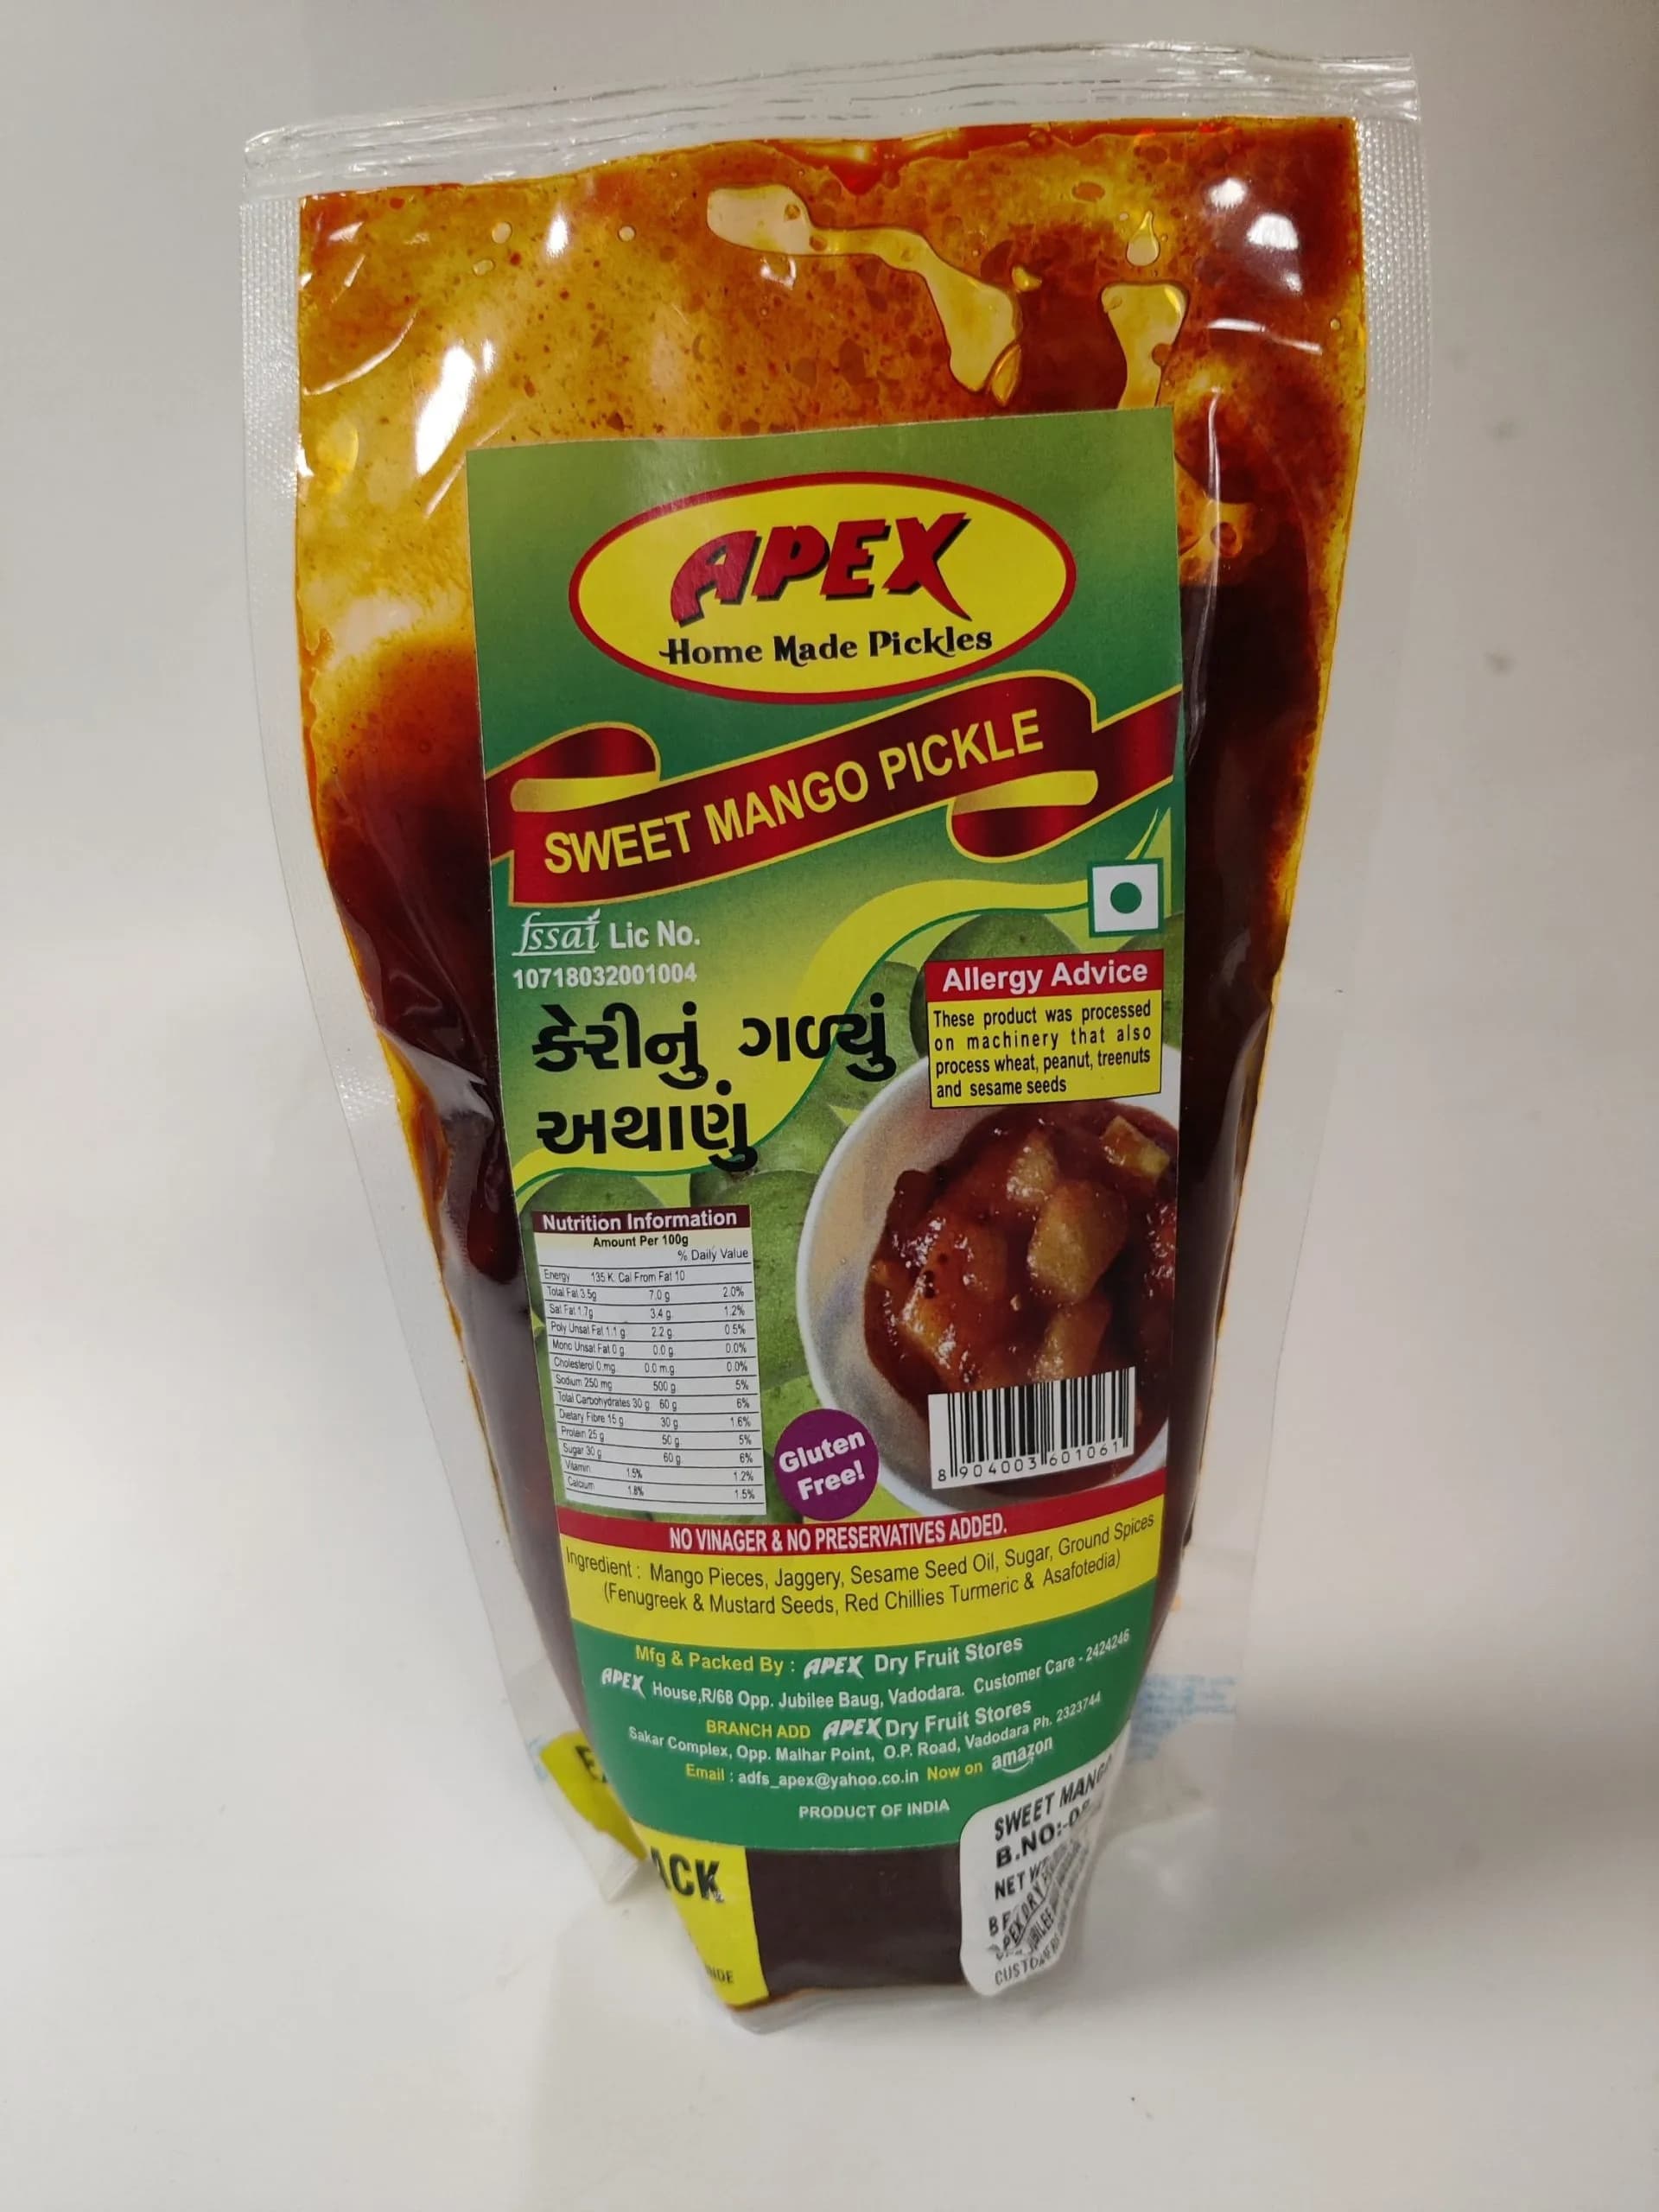 APEX
Home Made Pickles
SWEET MANGO PICKLE
fssai Lic No.
10718032001004
કેરીનું ગળ્યું
અથાણું
Allergy Advice
These product was processed
on machinery that also
process wheat, peanut, treenuts
and sesame seeds
Nutrition Information
Amount Per 100g
% Daily Value
Energy 135 K. Cal From Fat 10
Total Fat 3.5g 7.0 g 2.0%
Sat Fat 1.7g 3.4 g 1.2%
Poly Unsat Fat 1.1 g 2.2 g 0.5%
Mono Unsat Fat 0 g 0.0 g 0.0%
Cholesterol 0.mg 0.0 m.g 0.0%
Sodium 250 mg 500 g 5%
Total Carbohydrates 30 g 60 g 6%
Dietary Fibre 15 g 30 g 1.6%
Protein 25 g 50 g 5%
Sugar 30 g 60 g 6%
Vitamin 1.5% 1.2%
Calcium 1.8% 1.5%
Gluten
Free!
8 904003 601061
NO VINAGER & NO PRESERVATIVES ADDED.
Ingredient : Mango Pieces, Jaggery, Sesame Seed Oil, Sugar, Ground Spices
(Fenugreek & Mustard Seeds, Red Chillies Turmeric & Asafotedia)
Mfg & Packed By : APEX Dry Fruit Stores
APEX House,R/68 Opp. Jubilee Baug, Vadodara. Customer Care - 2424246
BRANCH ADD APEX Dry Fruit Stores
Sakar Complex, Opp. Malhar Point, O.P. Road, Vadodara Ph. 2323744
Email : adfs_apex@yahoo.co.in Now on amazon
PRODUCT OF INDIA
SWEET MANGO
B.NO:-
NET
ACK